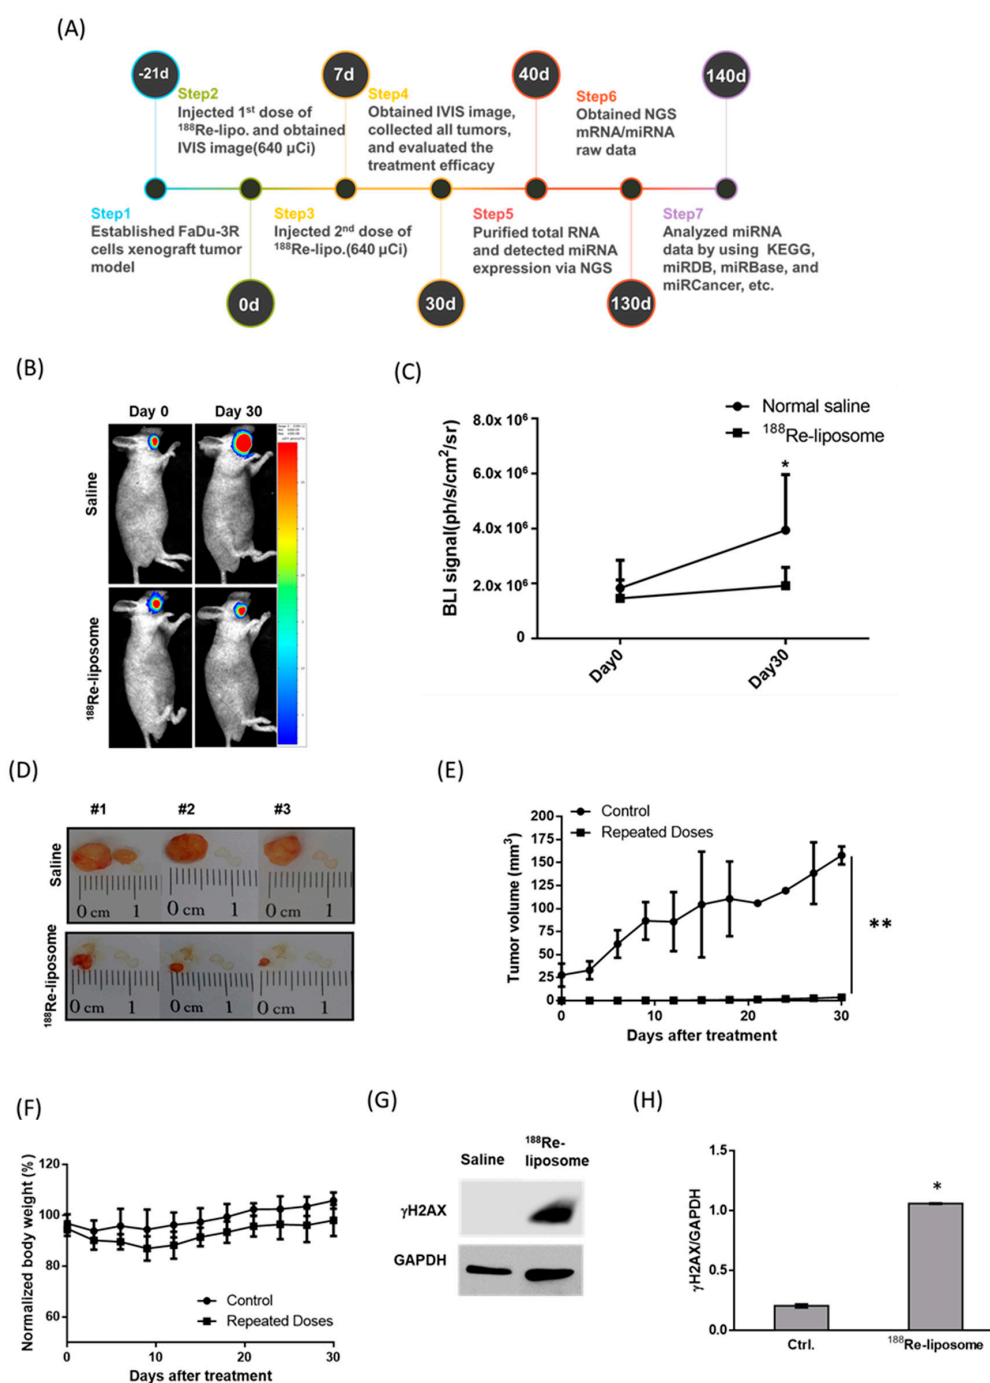 (A)
-21d
7d
40d
140d
Step2
Injected 1st dose of
188Re-lipo. and obtained
IVIS image(640 µCi)
Step4
Obtained IVIS image,
collected all tumors,
and evaluated the
treatment efficacy
Step6
Obtained NGS
mRNA/miRNA
raw data
Step1
Established FaDu-3R
cells xenograft tumor
model
Step3
Injected 2nd dose of
188Re-lipo.(640 µCi)
Step5
Purified total RNA
and detected miRNA
expression via NGS
Step7
Analyzed miRNA
data by using KEGG,
miRDB, miRBase, and
miRCancer, etc.
0d
30d
130d
(B)
Day 0 Day 30
Saline
188Re-liposome
(C)
Normal saline
188Re-liposome
8.0x 10⁶
6.0x 10⁶
4.0x 10⁶
2.0x 10⁶
0
BLI signal(ph/s/cm²/sr)
*
Day0
Day30
(D)
#1 #2 #3
Saline
0 cm 1
0 cm 1
0 cm 1
188Re-liposome
0 cm 1
0 cm 1
0 cm 1
(E)
Control
Repeated Doses
200
175
150
125
100
75
50
25
0
Tumor volume (mm³)
**
0 10 20 30
Days after treatment
(F)
120
100
80
60
Normalized body weight (%)
Control
Repeated Doses
0 10 20 30
Days after treatment
(G)
Saline
188Re-
liposome
γH2AX
GAPDH
(H)
1.5
1.0
0.5
0.0
γH2AX/GAPDH
*
Ctrl. 188Re-liposome